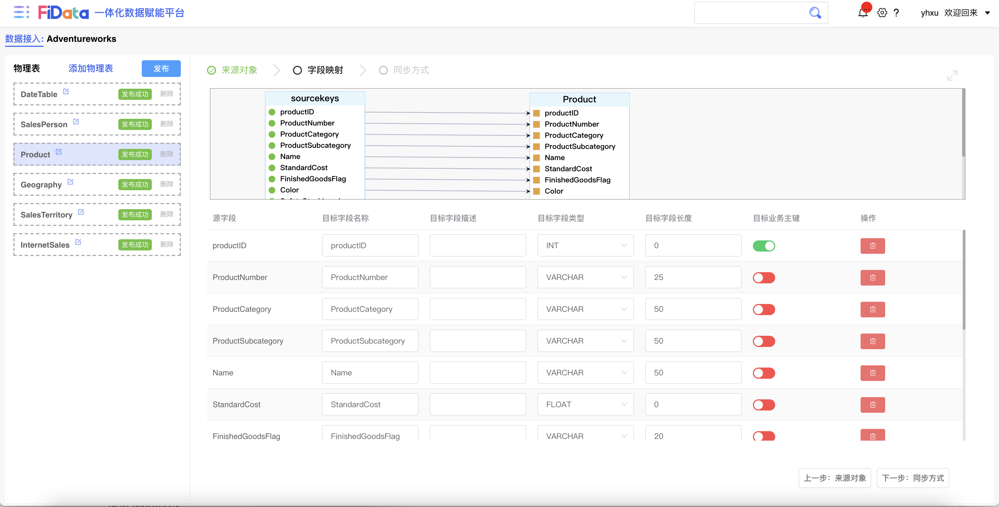 FiData 一体化数据赋能平台
... ? yhxu 欢迎回来
数据接入: Adventureworks
物理表 添加物理表 发布
DateTable 发布成功 删除
SalesPerson 发布成功 删除
Product 发布成功 删除
Geography 发布成功 删除
SalesTerritory 发布成功 删除
InternetSales 发布成功 删除
来源对象 字段映射 同步方式
sourcekeys
productID
ProductNumber
ProductCategory
ProductSubcategory
Name
StandardCost
FinishedGoodsFlag
Color
Product
productID
ProductNumber
ProductCategory
ProductSubcategory
Name
StandardCost
FinishedGoodsFlag
Color
源字段 目标字段名称 目标字段描述 目标字段类型 目标字段长度 目标业务主键 操作
productID productID INT 0
ProductNumber ProductNumber VARCHAR 25
ProductCategory ProductCategory VARCHAR 50
ProductSubcategory ProductSubcategory VARCHAR 50
Name Name VARCHAR 50
StandardCost StandardCost FLOAT 0
FinishedGoodsFlag FinishedGoodsFlag VARCHAR 20
上一步：来源对象 下一步：同步方式